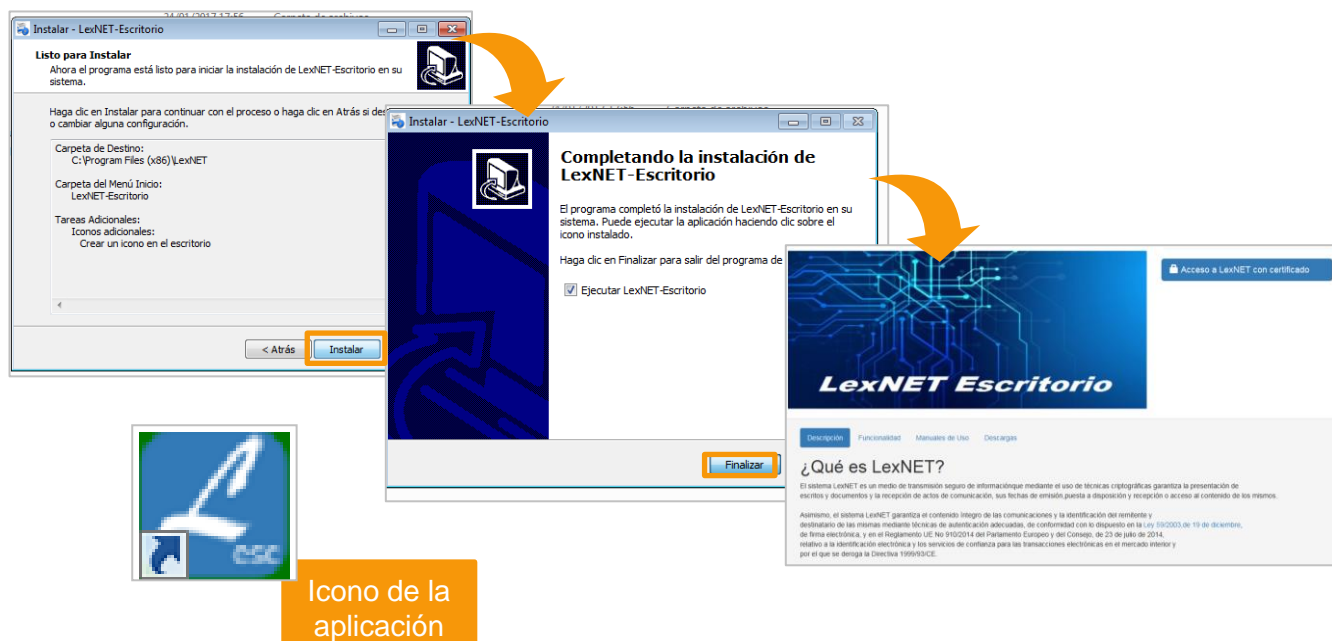 24/01/2017 17:56 Carpeta de archivos
Instalar - LexNET-Escritorio
Listo para Instalar
Ahora el programa está listo para iniciar la instalación de LexNET-Escritorio en su
sistema.
Haga clic en Instalar para continuar con el proceso o haga clic en Atrás si
o cambiar alguna configuración.
Carpeta de Destino:
C:\Program Files (x86)\LexNET
Carpeta del Menú Inicio:
LexNET-Escritorio
Tareas Adicionales:
Iconos adicionales:
Crear un icono en el escritorio
< Atrás
Instalar
Instalar - LexNET-Escritorio
Completando la instalación de
LexNET-Escritorio
El programa completó la instalación de LexNET-Escritorio en su
sistema. Puede ejecutar la aplicación haciendo clic sobre el
icono instalado.
Haga clic en Finalizar para salir del programa de
Ejecutar LexNET-Escritorio
Finalizar
LexNET Escritorio
Acceso a LexNET con certificado
Descripción Funcionalidad Manuales de Uso Descargas
¿Qué es LexNET?
El sistema LexNET es un medio de transmisión seguro de informaciónque mediante el uso de técnicas criptográficas garantiza la presentación de
escritos y documentos y la recepción de actos de comunicación, sus fechas de emisión,puesta a disposición y recepción o acceso al contenido de los mismos.
Asimismo, el sistema LexNET garantiza el contenido íntegro de las comunicaciones y la identificación del remitente y
destinatario de las mismas mediante técnicas de autenticación adecuadas, de conformidad con lo dispuesto en la Ley 59/2003,de 19 de diciembre,
de firma electrónica, y en el Reglamento UE No 910/2014 del Parlamento Europeo y del Consejo, de 23 de julio de 2014,
relativo a la identificación electrónica y los servicios de confianza para las transacciones electrónicas en el mercado interior y
por el que se deroga la Directiva 1999/93/CE.
L
esc
Icono de la
aplicación